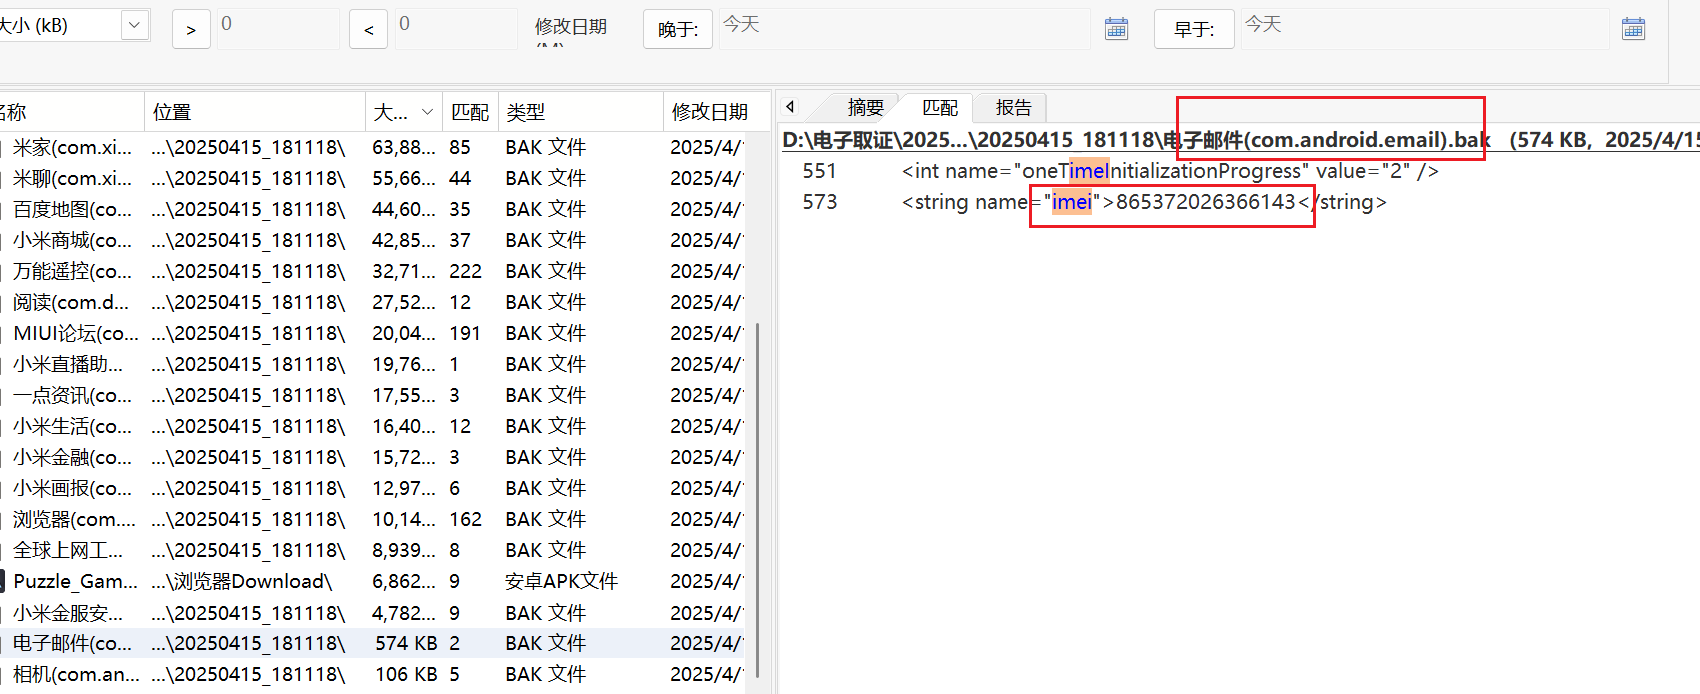 大小 (kB) > 0 < 0 修改日期 晚于: 今天 早于: 今天
名称 位置 大... 匹配 类型 修改日期
米家(com.xi... ...\20250415_181118\ 63,88... 85 BAK 文件 2025/4/
米聊(com.xi... ...\20250415_181118\ 55,66... 44 BAK 文件 2025/4/
百度地图(co... ...\20250415_181118\ 44,60... 35 BAK 文件 2025/4/
小米商城(co... ...\20250415_181118\ 42,85... 37 BAK 文件 2025/4/
万能遥控(co... ...\20250415_181118\ 32,71... 222 BAK 文件 2025/4/
阅读(com.d... ...\20250415_181118\ 27,52... 12 BAK 文件 2025/4/
MIUI论坛(co... ...\20250415_181118\ 20,04... 191 BAK 文件 2025/4/
小米直播助... ...\20250415_181118\ 19,76... 1 BAK 文件 2025/4/
一点资讯(co... ...\20250415_181118\ 17,55... 3 BAK 文件 2025/4/
小米生活(co... ...\20250415_181118\ 16,40... 12 BAK 文件 2025/4/
小米金融(co... ...\20250415_181118\ 15,72... 3 BAK 文件 2025/4/
小米画报(co... ...\20250415_181118\ 12,97... 6 BAK 文件 2025/4/
浏览器(com.... ...\20250415_181118\ 10,14... 162 BAK 文件 2025/4/
全球上网工... ...\20250415_181118\ 8,939... 8 BAK 文件 2025/4/
Puzzle_Gam... ...\浏览器Download\ 6,862... 9 安卓APK文件 2025/4/
小米金服安... ...\20250415_181118\ 4,782... 9 BAK 文件 2025/4/
电子邮件(co... ...\20250415_181118\ 574 KB 2 BAK 文件 2025/4/
相机(com.an... ...\20250415_181118\ 106 KB 5 BAK 文件 2025/4/
摘要 匹配 报告
D:\电子取证\2025...\20250415_181118\电子邮件(com.android.email).bak (574 KB, 2025/4/15
551 <int name="oneTimeInitializationProgress" value="2" />
573 <string name="imei">865372026366143</string>